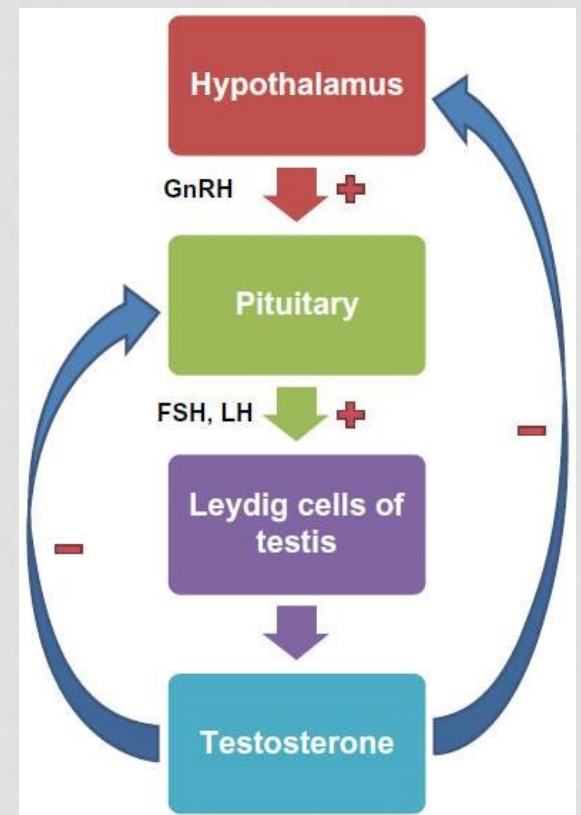 Hypothalamus
GnRH
Pituitary
FSH, LH
Leydig cells of
testis
Testosterone